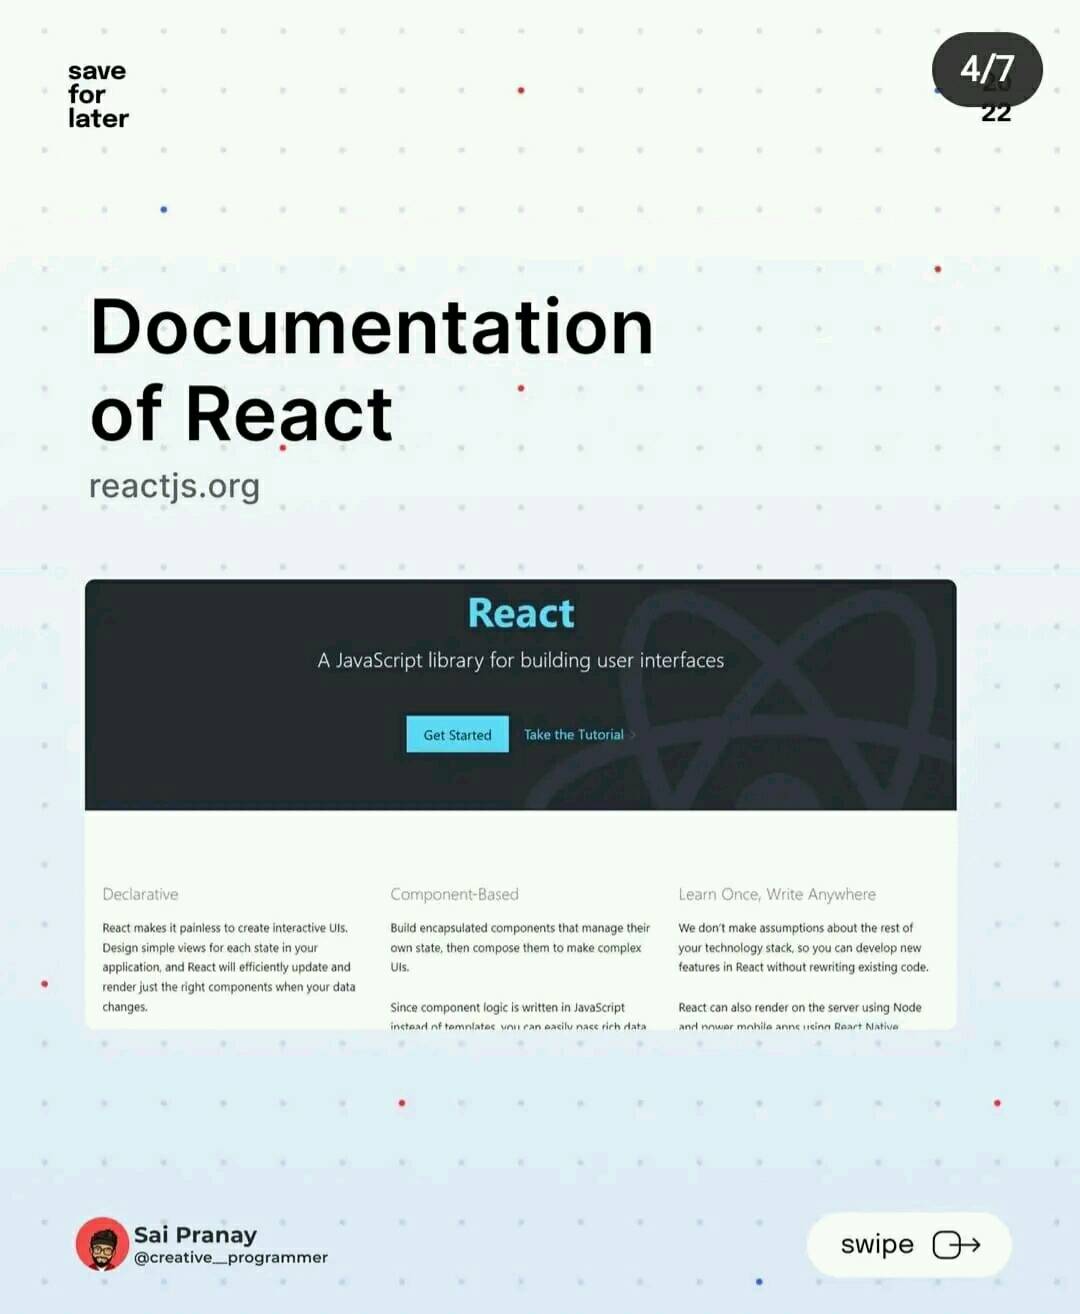 save
for
later
4/7
22
Documentation
of React
reactjs.org
React
A JavaScript library for building user interfaces
Get Started
Take the Tutorial
Declarative
React makes it painless to create interactive UIs.
Design simple views for each state in your
application, and React will efficiently update and
render just the right components when your data
changes.
Component-Based
Build encapsulated components that manage their
own state, then compose them to make complex
UIs.
Since component logic is written in JavaScript
instead of templates, you can easily pass rich data
Learn Once, Write Anywhere
We don't make assumptions about the rest of
your technology stack, so you can develop new
features in React without rewriting existing code.
React can also render on the server using Node
and power mobile apps using React Native
Sai Pranay
@creative__programmer
swipe